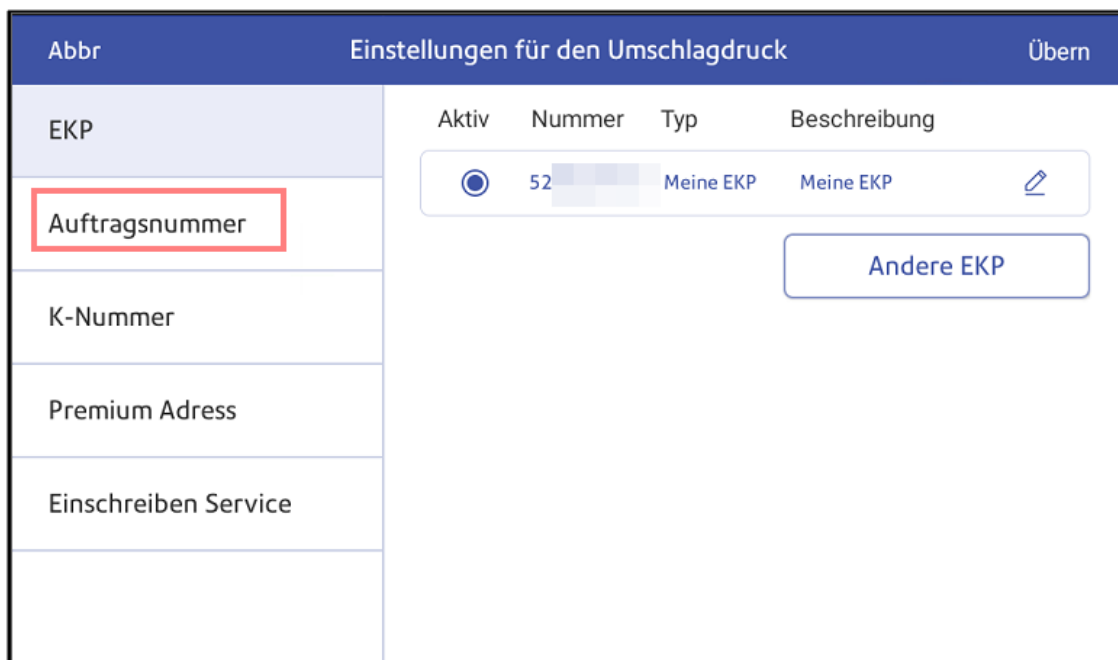 Abbr Einstellungen für den Umschlagdruck Übern
EKP
Auftragsnummer
K-Nummer
Premium Adress
Einschreiben Service
Aktiv Nummer Typ Beschreibung
52 Meine EKP Meine EKP
Andere EKP